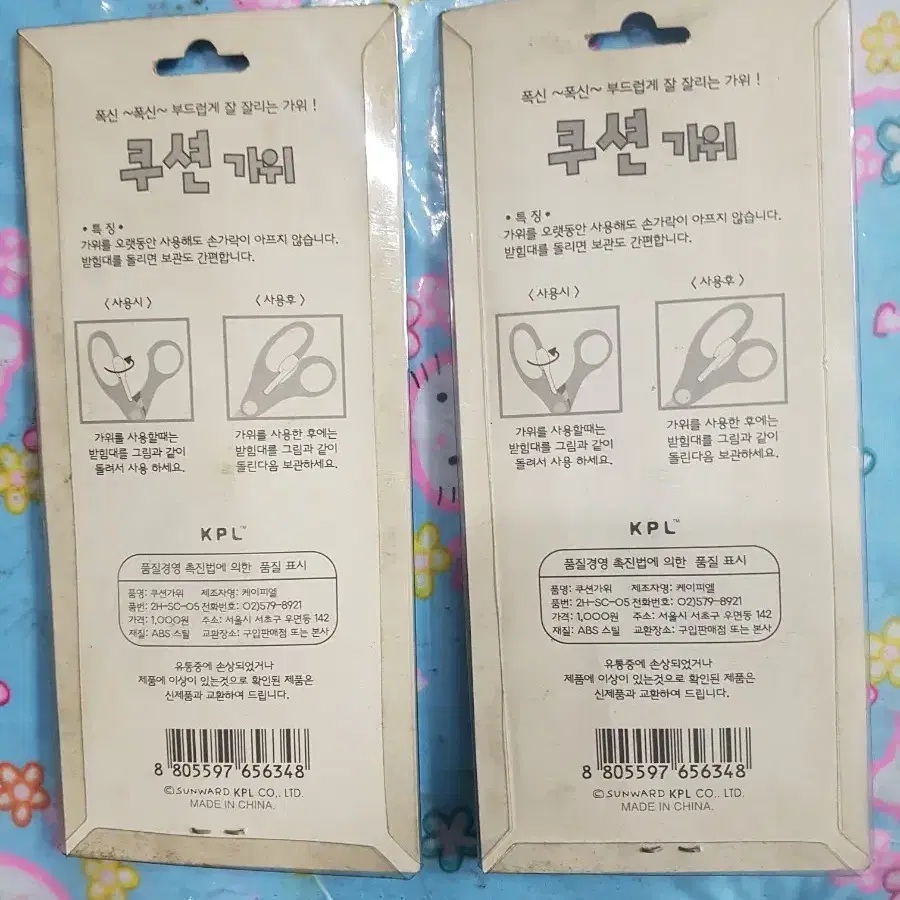 폭신 ~폭신~ 부드럽게 잘 잘리는 가위 !
쿠션 가위
• 특 징 •
가위를 오랫동안 사용해도 손가락이 아프지 않습니다.
받힘대를 돌리면 보관도 간편합니다.
〈 사용시 〉
〈 사용후 〉
가위를 사용할때는
받힘대를 그림과 같이
돌려서 사용 하세요.
가위를 사용한 후에는
받힘대를 그림과 같이
돌린다음 보관하세요.
KPL™
품질경영 촉진법에 의한 품질 표시
품명: 쿠션가위 제조자명: 케이피엘
품번: 2H-SC-05 전화번호: 02)579-8921
가격: 1,000원 주소: 서울시 서초구 우면동 142
재질: ABS 스틸 교환장소: 구입판매점 또는 본사
유통중에 손상되었거나
제품에 이상이 있는것으로 확인된 제품은
신제품과 교환하여 드립니다.
8 805597 656348
©SUNWARD KPL CO., LTD.
MADE IN CHINA.
폭신 ~폭신~ 부드럽게 잘 잘리는 가위 !
쿠션 가위
• 특 징 •
가위를 오랫동안 사용해도 손가락이 아프지 않습니다.
받힘대를 돌리면 보관도 간편합니다.
〈 사용시 〉
〈 사용후 〉
가위를 사용할때는
받힘대를 그림과 같이
돌려서 사용 하세요.
가위를 사용한 후에는
받힘대를 그림과 같이
돌린다음 보관하세요.
KPL™
품질경영 촉진법에 의한 품질 표시
품명: 쿠션가위 제조자명: 케이피엘
품번: 2H-SC-05 전화번호: 02)579-8921
가격: 1,000원 주소: 서울시 서초구 우면동 142
재질: ABS 스틸 교환장소: 구입판매점 또는 본사
유통중에 손상되었거나
제품에 이상이 있는것으로 확인된 제품은
신제품과 교환하여 드립니다.
8 805597 656348
©SUNWARD KPL CO,. LTD.
MADE IN CHINA.